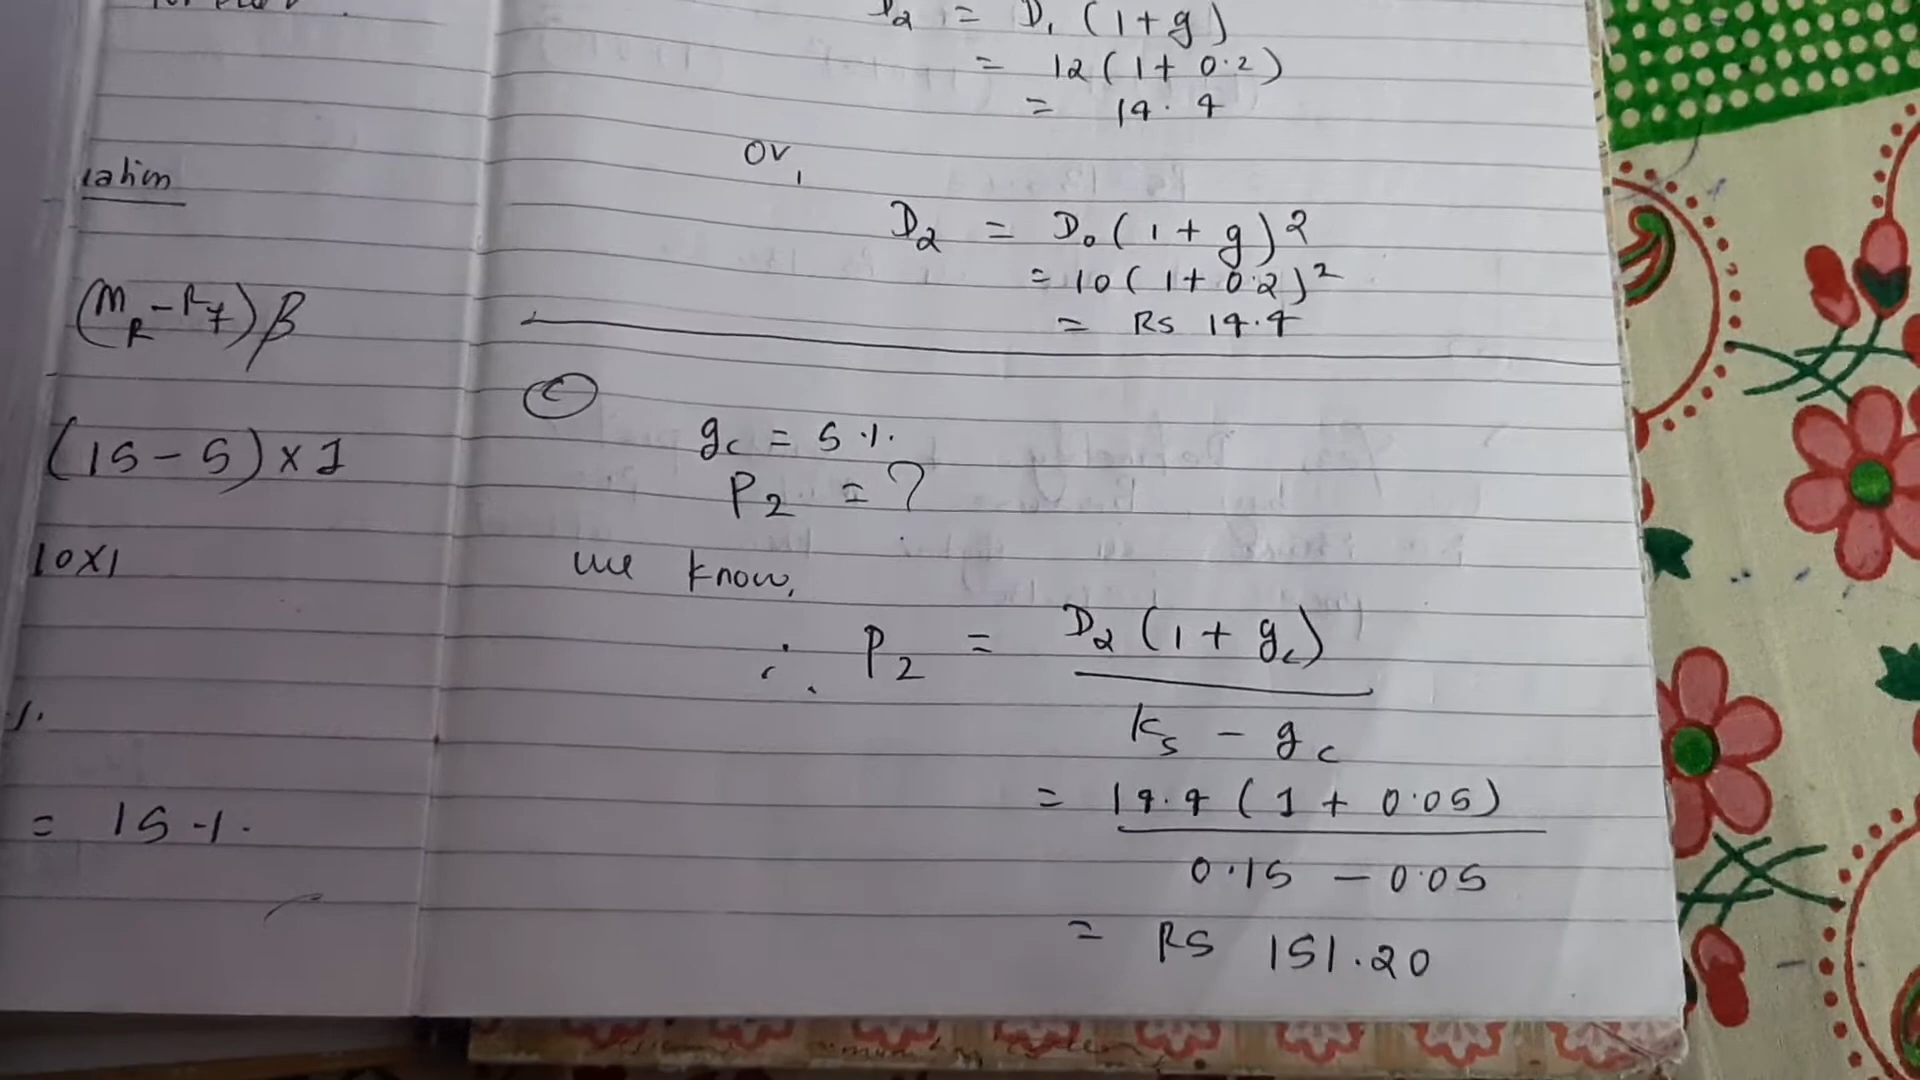 (M_R - R_f) β
(15 - 5) × 1
10×1
= 15 %.
D2 = D1 (1 + g)
= 12 (1 + 0.2)
= 14.4
or,
D2 = D0 (1 + g)²
= 10 (1 + 0.2)²
= RS 14.4
C
gc = 5 %.
P2 = ?
we know,
∴ P2 = D2 (1 + gc)
ks - gc
= 14.4 (1 + 0.05)
0.15 - 0.05
= RS 151.20